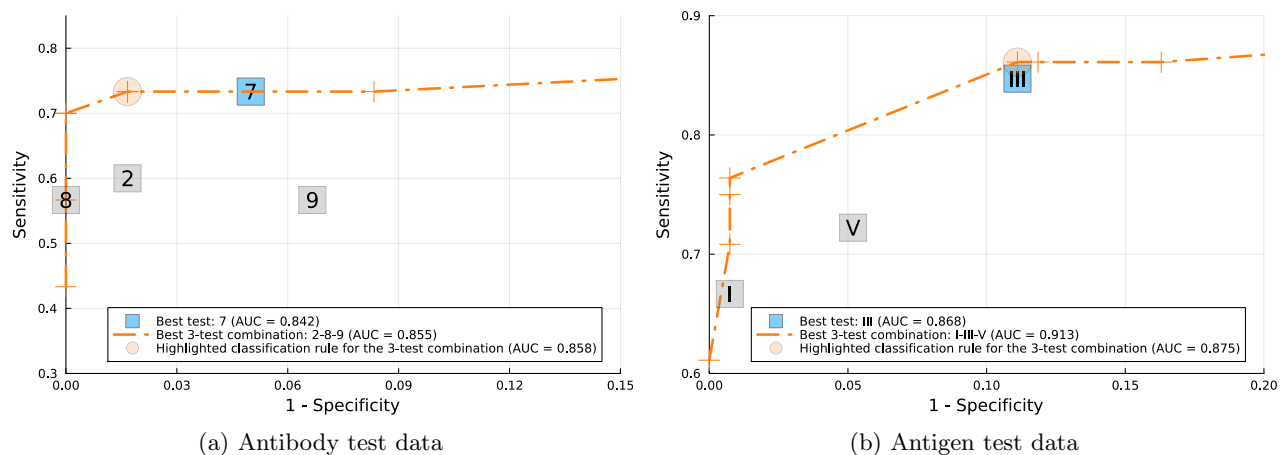 0.8
0.7
0.6
0.5
0.4
0.3
Sensitivity
7
2
8
9
Best test: 7 (AUC = 0.842)
Best 3-test combination: 2-8-9 (AUC = 0.855)
Highlighted classification rule for the 3-test combination (AUC = 0.858)
0.00 0.03 0.06 0.09 0.12 0.15
1 - Specificity
(a) Antibody test data
0.9
0.8
0.7
0.6
Sensitivity
III
V
I
Best test: III (AUC = 0.868)
Best 3-test combination: I-III-V (AUC = 0.913)
Highlighted classification rule for the 3-test combination (AUC = 0.875)
0.00 0.05 0.10 0.15 0.20
1 - Specificity
(b) Antigen test data